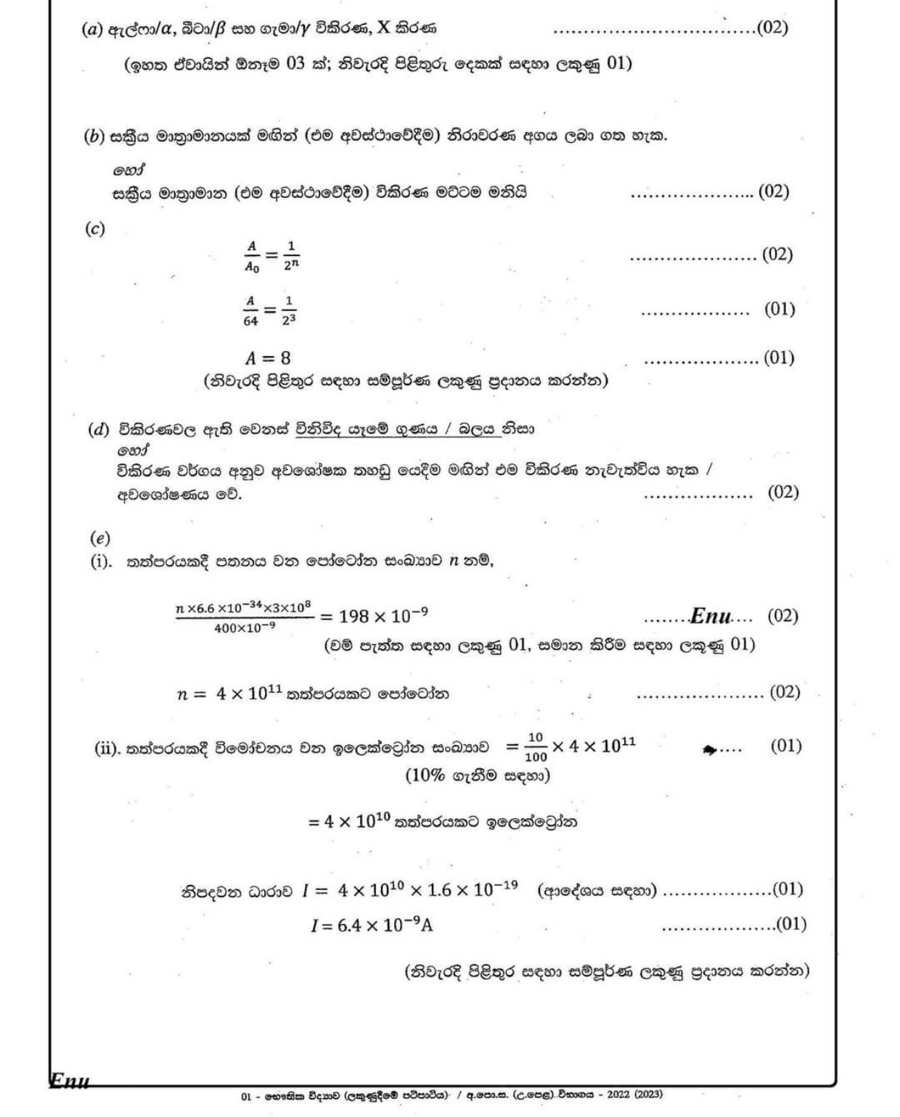 (a) ඇල්ෆා/α, බීටා/β සහ ගැමා/γ විකිරණ, X කිරණ ..................................(02)
(ඉහත ඒවායින් ඕනෑම 03 ක්; නිවැරදි පිළිතුරු දෙකක් සඳහා ලකුණු 01)
(b) සක්‍රීය මාත්‍රාමානයක් මඟින් (එම අවස්ථාවේදීම) නිරාවරණ අගය ලබා ගත හැක.
හෝ
සක්‍රීය මාත්‍රාමාන (එම අවස්ථාවේදීම) විකිරණ මට්ටම මනියි ..................... (02)
(c)
A/A₀ = 1/2ⁿ ..................... (02)
A/64 = 1/2³ .................. (01)
A = 8 ................... (01)
(නිවැරදි පිළිතුර සඳහා සම්පූර්ණ ලකුණු ප්‍රදානය කරන්න)
(d) විකිරණවල ඇති වෙනස් විනිවිද යෑමේ ගුණය / බලය නිසා
හෝ
විකිරණ වර්ගය අනුව අවශෝෂක තහඩු යෙදීම මඟින් එම විකිරණ නැවැත්විය හැක /
අවශෝෂණය වේ. .................. (02)
(e)
(i). තත්පරයකදී පතනය වන පෝටෝන සංඛ්‍යාව n නම්,
n ×6.6 ×10⁻³⁴×3×10⁸/400×10⁻⁹ = 198 × 10⁻⁹ ........Enu.... (02)
(වම් පැත්ත සඳහා ලකුණු 01, සමාන කිරීම සඳහා ලකුණු 01)
n = 4 × 10¹¹ තත්පරයකට පෝටෝන ..................... (02)
(ii). තත්පරයකදී විමෝචනය වන ඉලෙක්ට්‍රෝන සංඛ්‍යාව = 10/100 × 4 × 10¹¹ .... (01)
(10% ගැනීම සඳහා)
= 4 × 10¹⁰ තත්පරයකට ඉලෙක්ට්‍රෝන
නිපදවන ධාරාව I = 4 × 10¹⁰ × 1.6 × 10⁻¹⁹ (ආදේශය සඳහා) ..................(01)
I = 6.4 × 10⁻⁹A ...................(01)
(නිවැරදි පිළිතුර සඳහා සම්පූර්ණ ලකුණු ප්‍රදානය කරන්න)
Enu
01 - භෞතික විද්‍යාව (ලකුණුදීමේ පටිපාටිය) / අ.පො.ස. (උ.පෙළ) විභාගය - 2022 (2023)